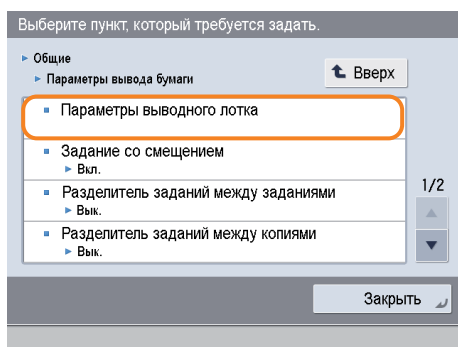 Выберите пункт, который требуется задать.
Общие
Параметры вывода бумаги
Вверх
Параметры выводного лотка
Задание со смещением
Вкл.
Разделитель заданий между заданиями
Вык.
1/2
Разделитель заданий между копиями
Вык.
Закрыть